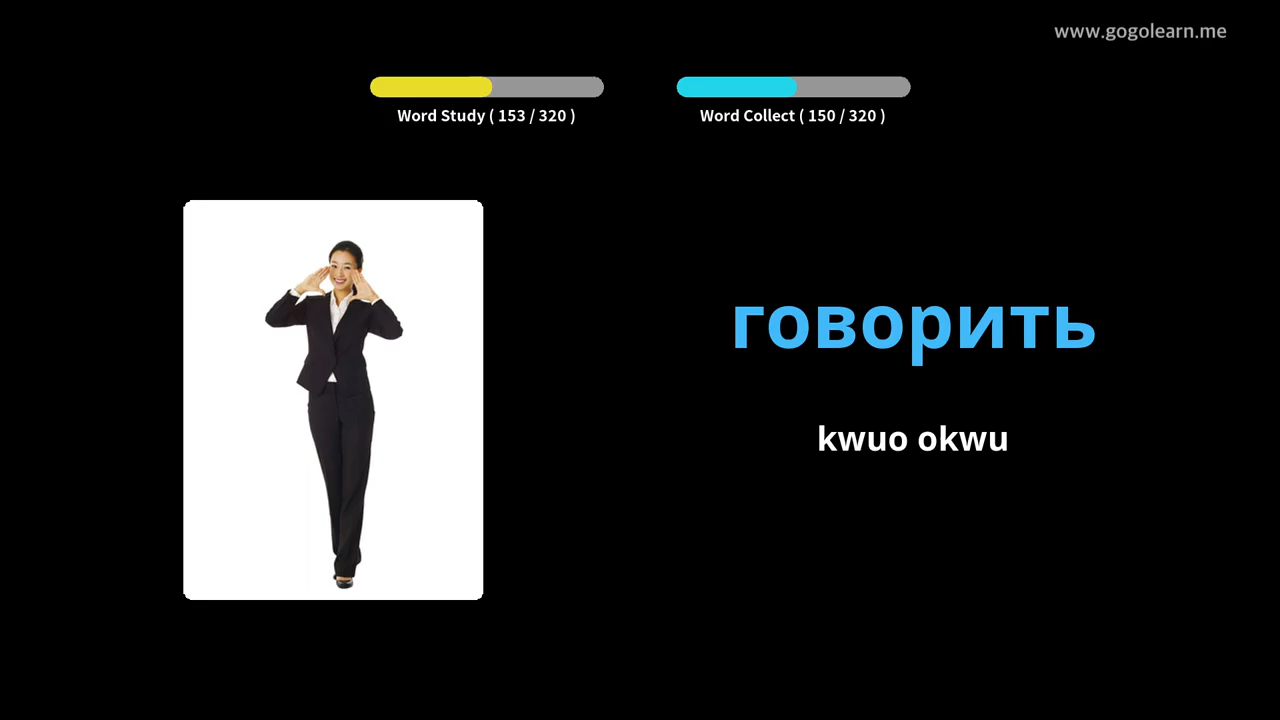 www.gogolearn.me
Word Study ( 153 / 320 )
Word Collect ( 150 / 320 )
говорить
kwuo okwu